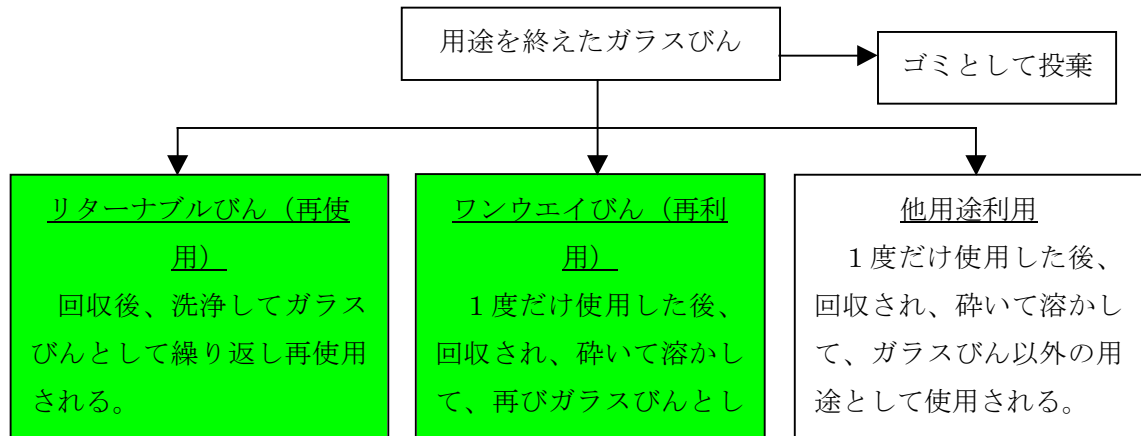 用途を終えたガラスびん
ゴミとして投棄
リターナブルびん（再使
用）
回収後、洗浄してガラス
びんとして繰り返し再使用
される。
ワンウエイびん（再利
用）
１度だけ使用した後、
回収され、砕いて溶かし
て、再びガラスびんとし
他用途利用
１度だけ使用した後、
回収され、砕いて溶かし
て、ガラスびん以外の用
途として使用される。